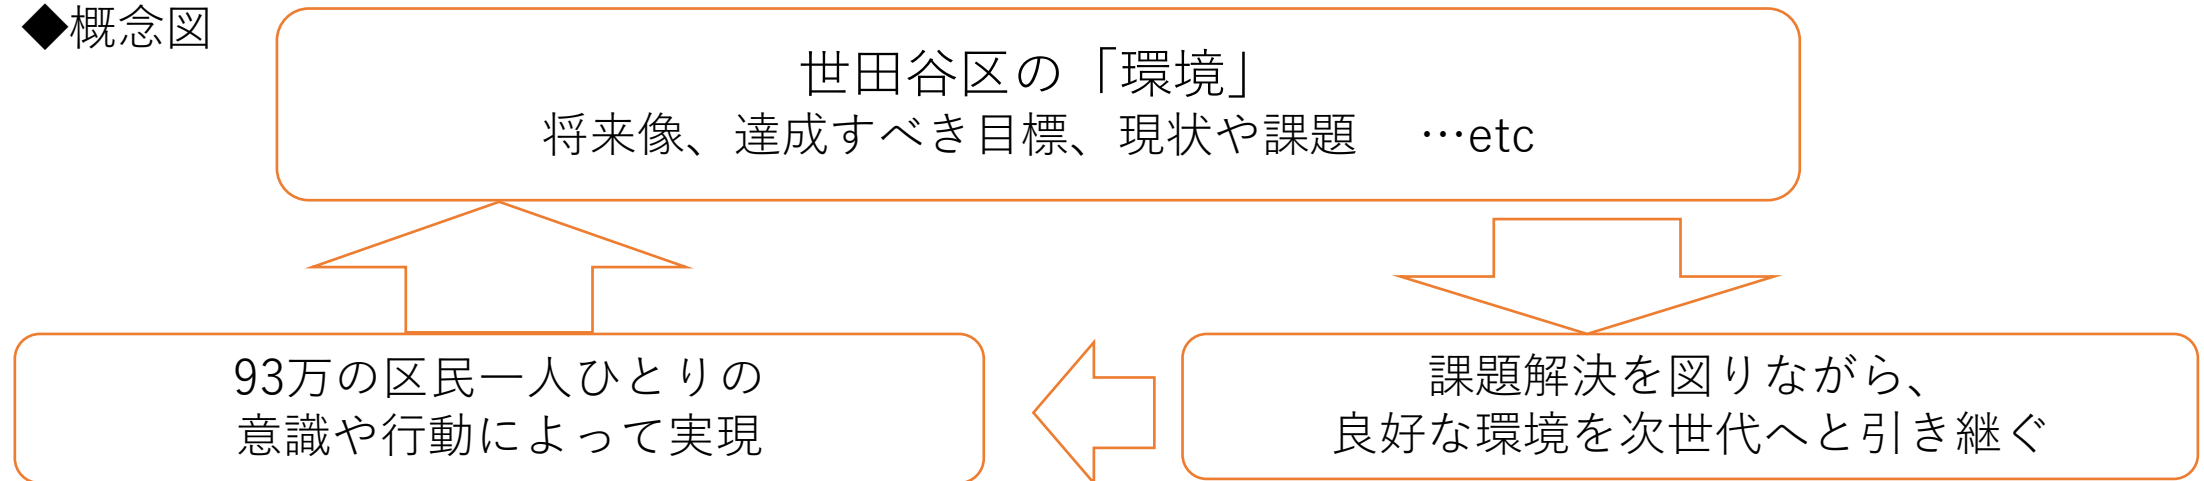 ◆概念図
世田谷区の「環境」
将来像、達成すべき目標、現状や課題　…etc
93万の区民一人ひとりの
意識や行動によって実現
課題解決を図りながら、
良好な環境を次世代へと引き継ぐ